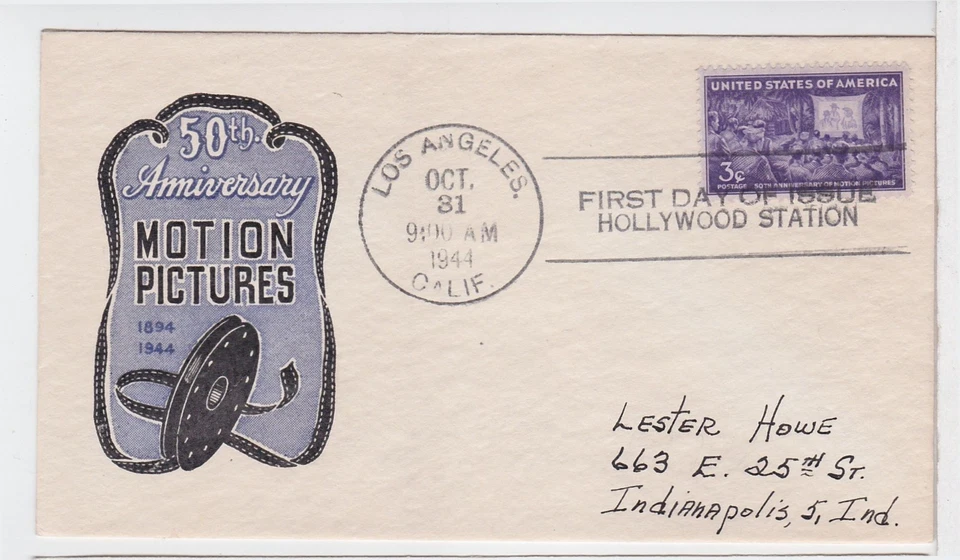 50th.
Anniversary
MOTION
PICTURES
1894
1944
LOS ANGELES.
OCT.
31
9:00 AM
1944
CALIF.
FIRST DAY OF ISSUE
HOLLYWOOD STATION
UNITED STATES OF AMERICA
3¢
POSTAGE 50TH ANNIVERSARY OF MOTION PICTURES
LESTER HOWE
663 E. 25TH ST.
Indianapolis, 5, Ind.